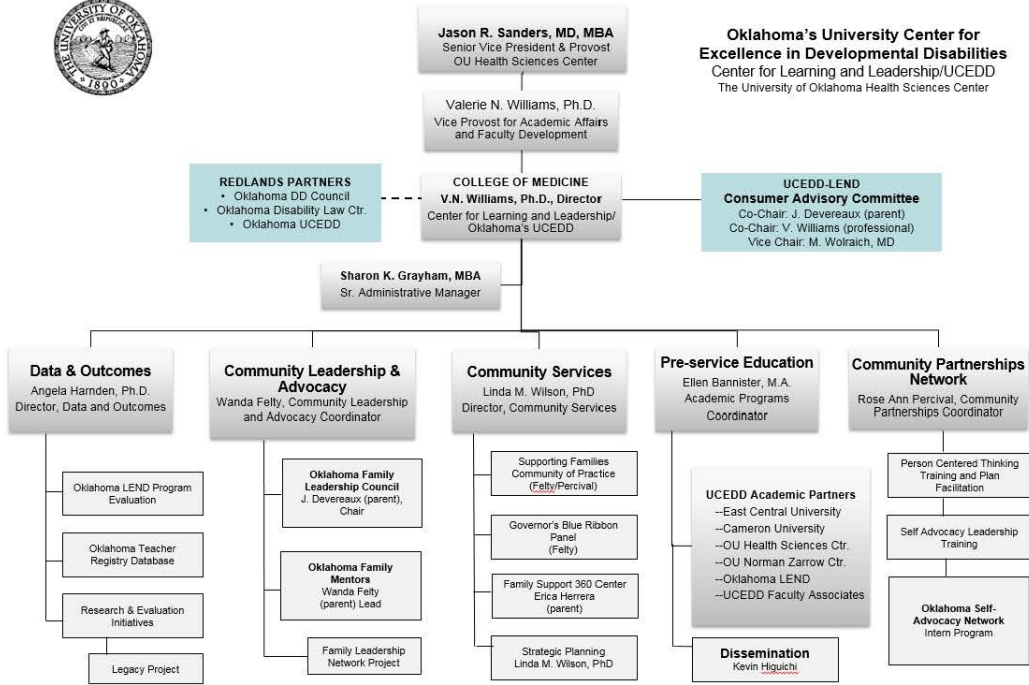 THE UNIVERSITY OF OKLAHOMA
CIVI ET REIPUBLICAE
1890
Jason R. Sanders, MD, MBA
Senior Vice President & Provost
OU Health Sciences Center
Oklahoma's University Center for
Excellence in Developmental Disabilities
Center for Learning and Leadership/UCEDD
The University of Oklahoma Health Sciences Center
Valerie N. Williams, Ph.D.
Vice Provost for Academic Affairs
and Faculty Development
REDLANDS PARTNERS
• Oklahoma DD Council
• Oklahoma Disability Law Ctr.
• Oklahoma UCEDD
COLLEGE OF MEDICINE
V.N. Williams, Ph.D., Director
Center for Learning and Leadership/
Oklahoma's UCEDD
UCEDD-LEND
Consumer Advisory Committee
Co-Chair: J. Devereaux (parent)
Co-Chair: V. Williams (professional)
Vice Chair: M. Wolraich, MD
Sharon K. Grayham, MBA
Sr. Administrative Manager
Data & Outcomes
Angela Harnden, Ph.D.
Director, Data and Outcomes
Oklahoma LEND Program
Evaluation
Oklahoma Teacher
Registry Database
Research & Evaluation
Initiatives
Legacy Project
Community Leadership &
Advocacy
Wanda Felty, Community Leadership
and Advocacy Coordinator
Oklahoma Family
Leadership Council
J. Devereaux (parent),
Chair
Oklahoma Family
Mentors
Wanda Felty
(parent) Lead
Family Leadership
Network Project
Community Services
Linda M. Wilson, PhD
Director, Community Services
Supporting Families
Community of Practice
(Felty/Percival)
Governor's Blue Ribbon
Panel
(Felty)
Family Support 360 Center
Erica Herrera
(parent)
Strategic Planning
Linda M. Wilson, PhD
Pre-service Education
Ellen Bannister, M.A.
Academic Programs
Coordinator
UCEDD Academic Partners
--East Central University
--Cameron University
--OU Health Sciences Ctr.
--OU Norman Zarrow Ctr.
--Oklahoma LEND
--UCEDD Faculty Associates
Dissemination
Kevin Higuichi
Community Partnerships
Network
Rose Ann Percival, Community
Partnerships Coordinator
Person Centered Thinking
Training and Plan
Facilitation
Self Advocacy Leadership
Training
Oklahoma Self-
Advocacy Network
Intern Program